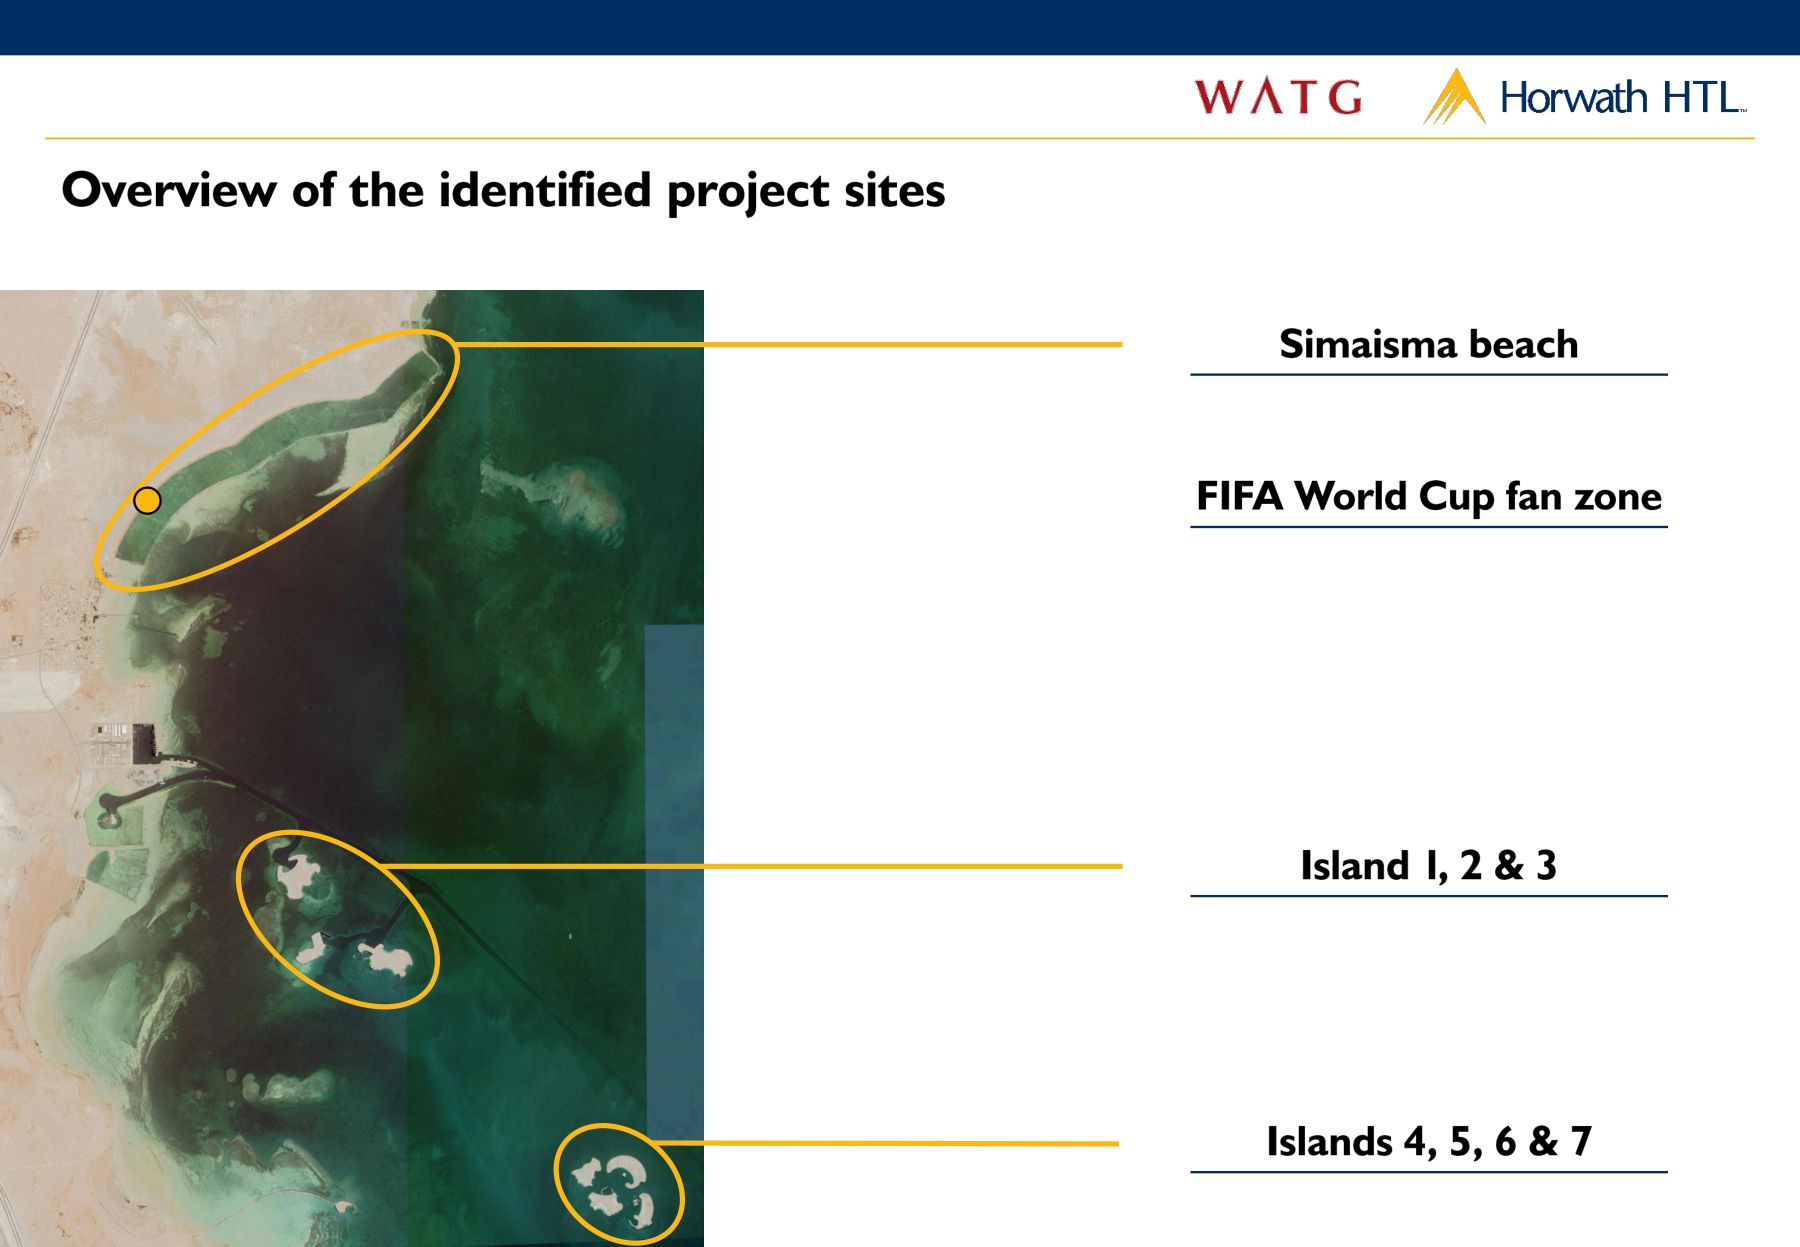 WATG
Horwath HTL™
Overview of the identified project sites
Simaisma beach
FIFA World Cup fan zone
Island 1, 2 & 3
Islands 4, 5, 6 & 7